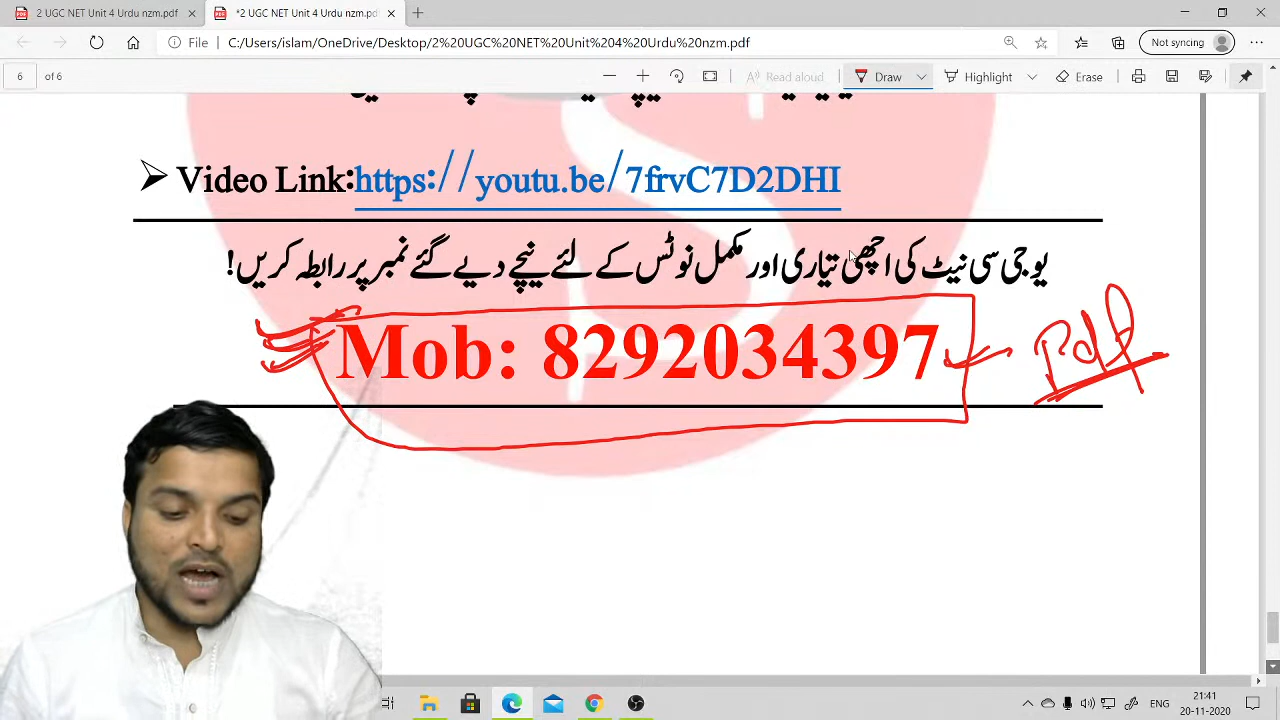 2 UGC NET Unit 4 Urdu nzm.pdf
*2 UGC NET Unit 4 Urdu nzm.pd
File C:/Users/islam/OneDrive/Desktop/2%20UGC%20NET%20Unit%204%20Urdu%20nzm.pdf Not syncing
6 of 6 Read aloud Draw Highlight Erase
Video Link:https://youtu.be/7frvC7D2DHI
یو جی سی نیٹ کی اچھی تیاری اور مکمل نوٹس کے لئے نیچے دیے گئے نمبر پر رابطہ کریں!
Mob: 8292034397
Pdf
ENG 21:41
20-11-2020